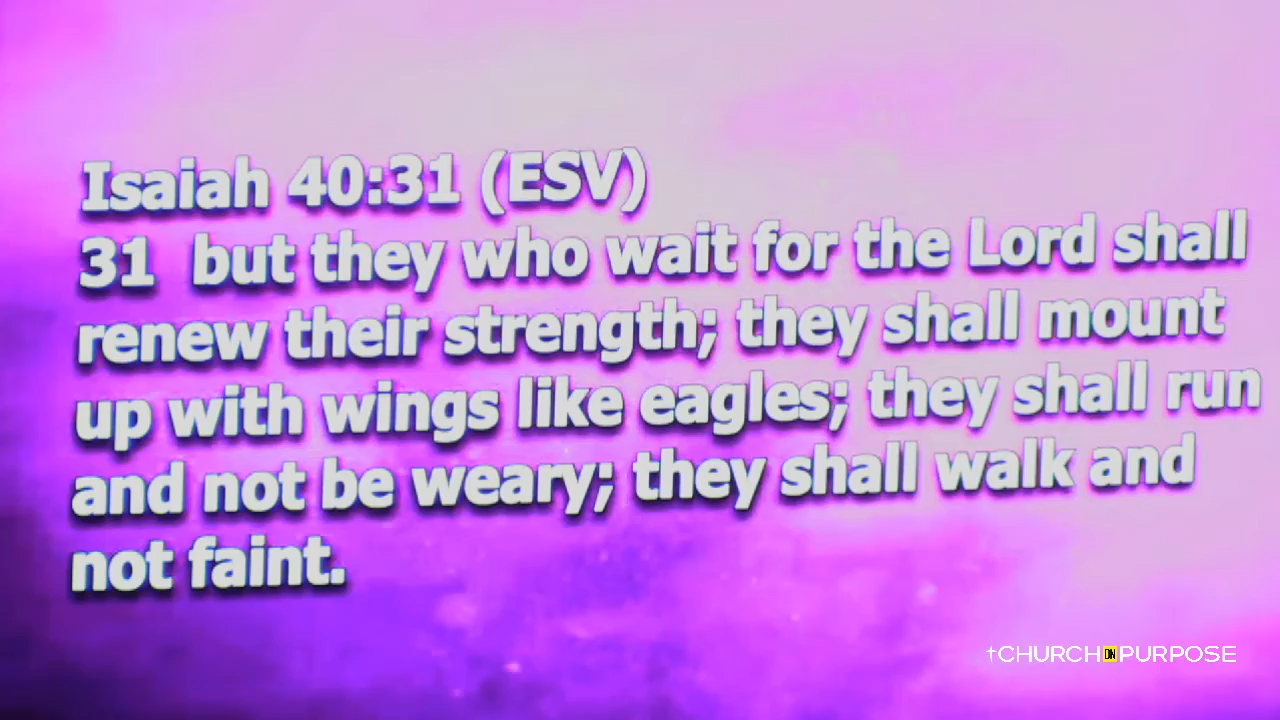 Isaiah 40:31 (ESV)
31 but they who wait for the Lord shall
renew their strength; they shall mount
up with wings like eagles; they shall run
and not be weary; they shall walk and
not faint.
†CHURCH ON PURPOSE